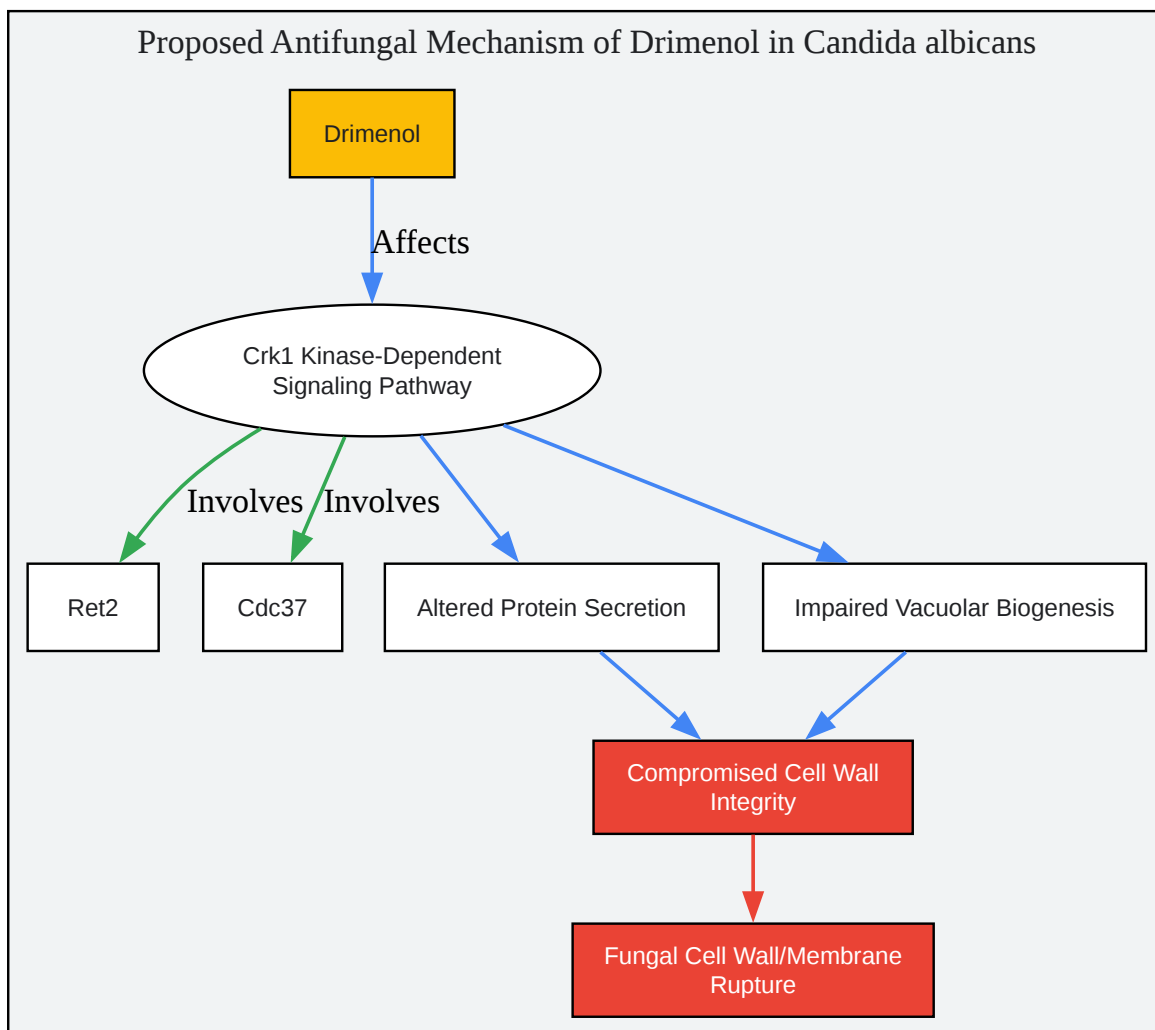 Proposed Antifungal Mechanism of Drimenol in Candida albicans
Drimenol
Affects
Crk1 Kinase-Dependent
Signaling Pathway
Involves
Involves
Ret2
Cdc37
Altered Protein Secretion
Impaired Vacuolar Biogenesis
Compromised Cell Wall
Integrity
Fungal Cell Wall/Membrane
Rupture